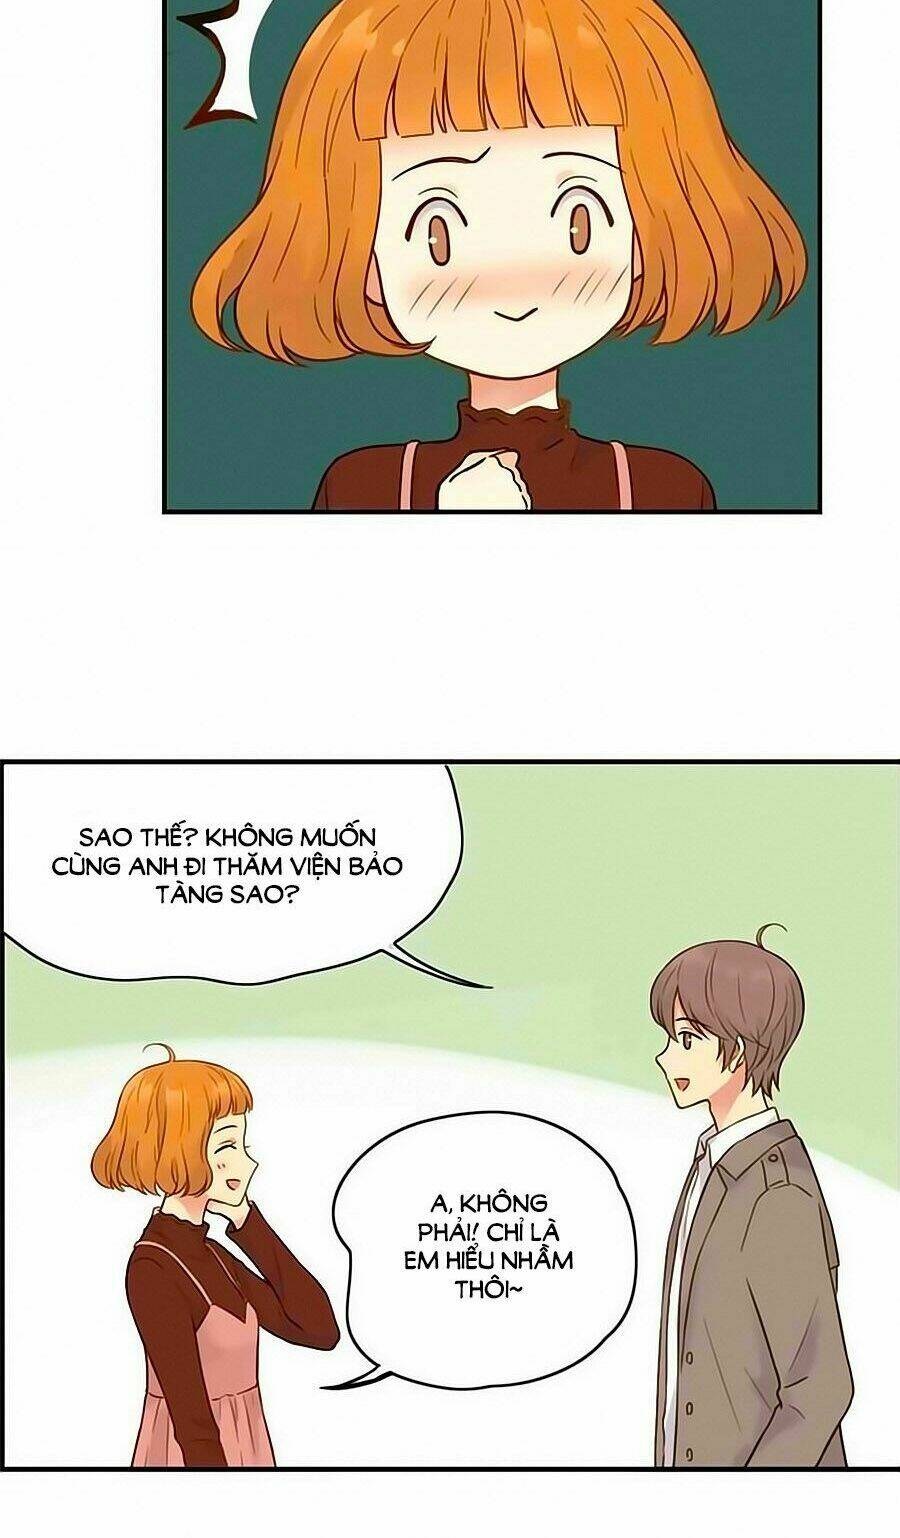 SAO THẾ? KHÔNG MUỐN
CÙNG ANH ĐI THĂM VIỆN BẢO
TÀNG SAO?
A, KHÔNG
PHẢI! CHỈ LÀ
EM HIỂU NHẦM
THÔI~